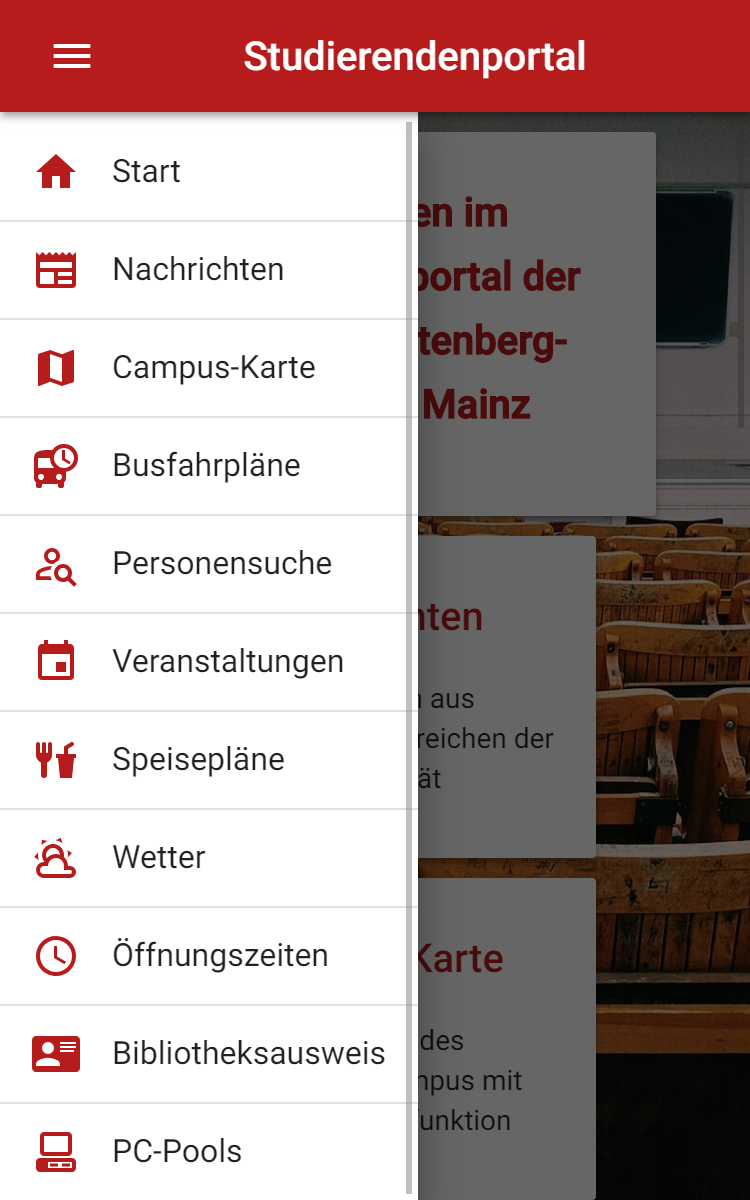 Studierendenportal
Start
Nachrichten
Campus-Karte
Busfahrpläne
Personensuche
Veranstaltungen
Speisepläne
Wetter
Öffnungszeiten
Bibliotheksausweis
PC-Pools
en im
portal der
tenberg-
Mainz
nten
aus
reichen der
ät
Karte
des
npus mit
unktion